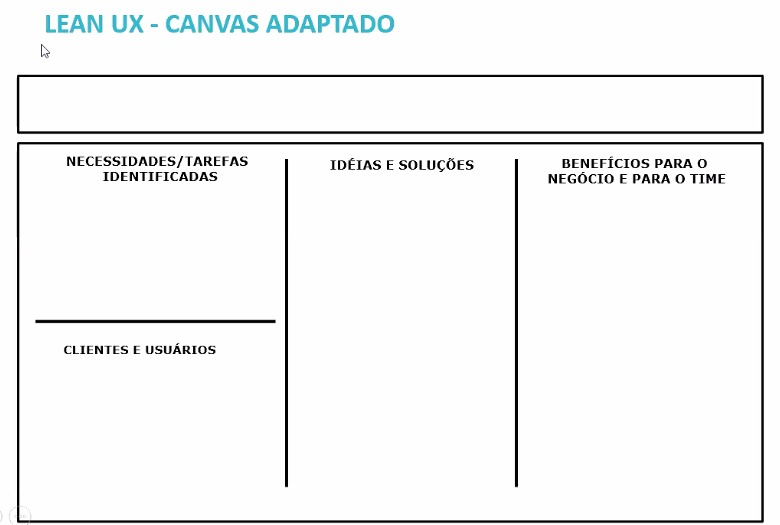 LEAN UX - CANVAS ADAPTADO
NECESSIDADES/TAREFAS
IDENTIFICADAS
CLIENTES E USUÁRIOS
IDÉIAS E SOLUÇÕES
BENEFÍCIOS PARA O
NEGÓCIO E PARA O TIME